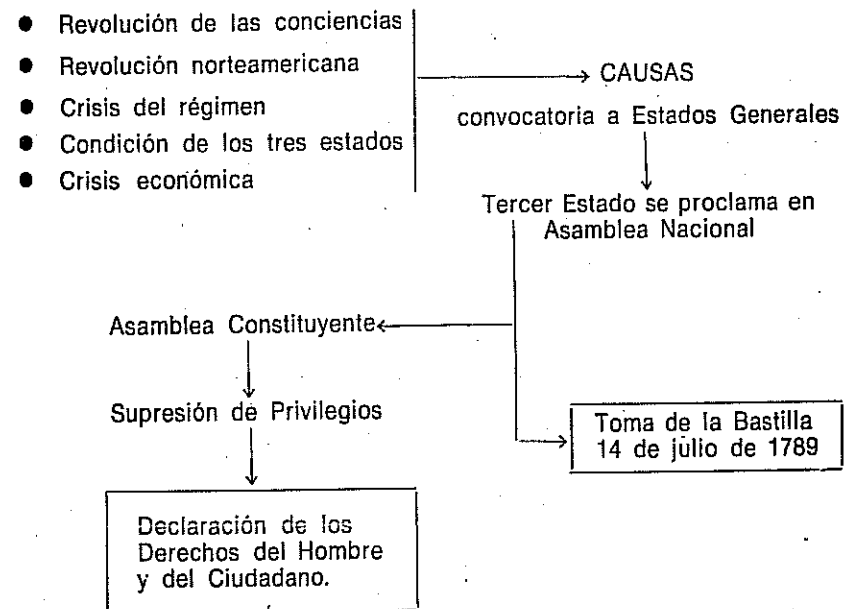 ● Revolución de las conciencias
● Revolución norteamericana
● Crisis del régimen
● Condición de los tres estados
● Crisis económica
CAUSAS
convocatoria a Estados Generales
Tercer Estado se proclama en
Asamblea Nacional
Asamblea Constituyente
Supresión de Privilegios
Toma de la Bastilla
14 de julio de 1789
Declaración de los
Derechos del Hombre
y del Ciudadano.